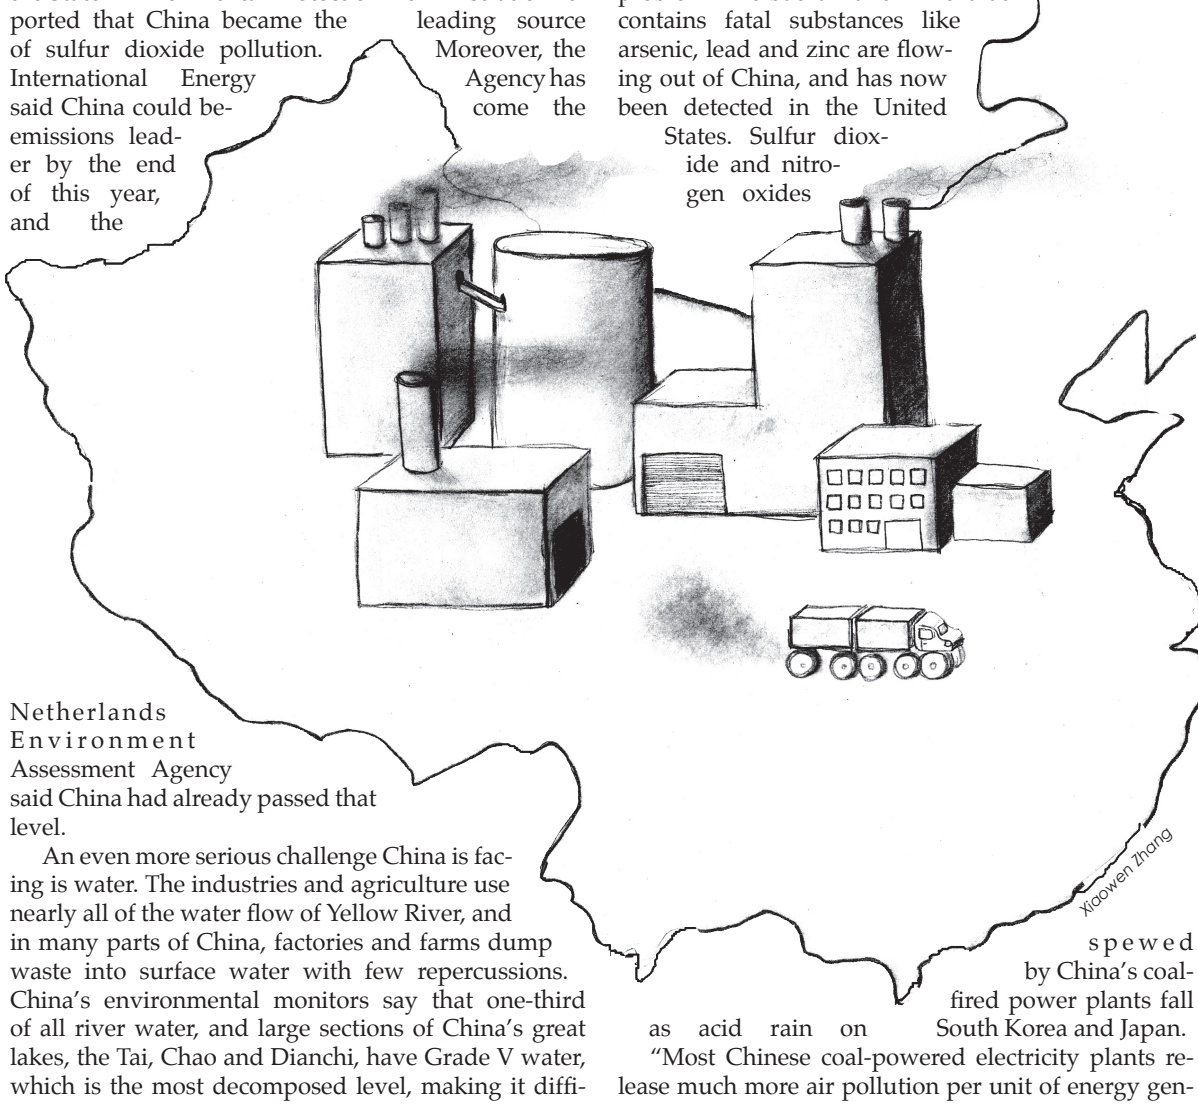 ported that China became the leading source
of sulfur dioxide pollution. Moreover, the
International Energy Agency has
said China could be- come the
emissions lead-
er by the end
of this year,
and the
Netherlands
Environment
Assessment Agency
said China had already passed that
level.
An even more serious challenge China is fac-
ing is water. The industries and agriculture use
nearly all of the water flow of Yellow River, and
in many parts of China, factories and farms dump
waste into surface water with few repercussions.
China's environmental monitors say that one-third
of all river water, and large sections of China's great
lakes, the Tai, Chao and Dianchi, have Grade V water,
which is the most decomposed level, making it diffi-
contains fatal substances like
arsenic, lead and zinc are flow-
ing out of China, and has now
been detected in the United
States. Sulfur diox-
ide and nitro-
gen oxides
Xiaowen Zhang
spewed
by China's coal-
fired power plants fall
as acid rain on South Korea and Japan.
“Most Chinese coal-powered electricity plants re-
lease much more air pollution per unit of energy gen-